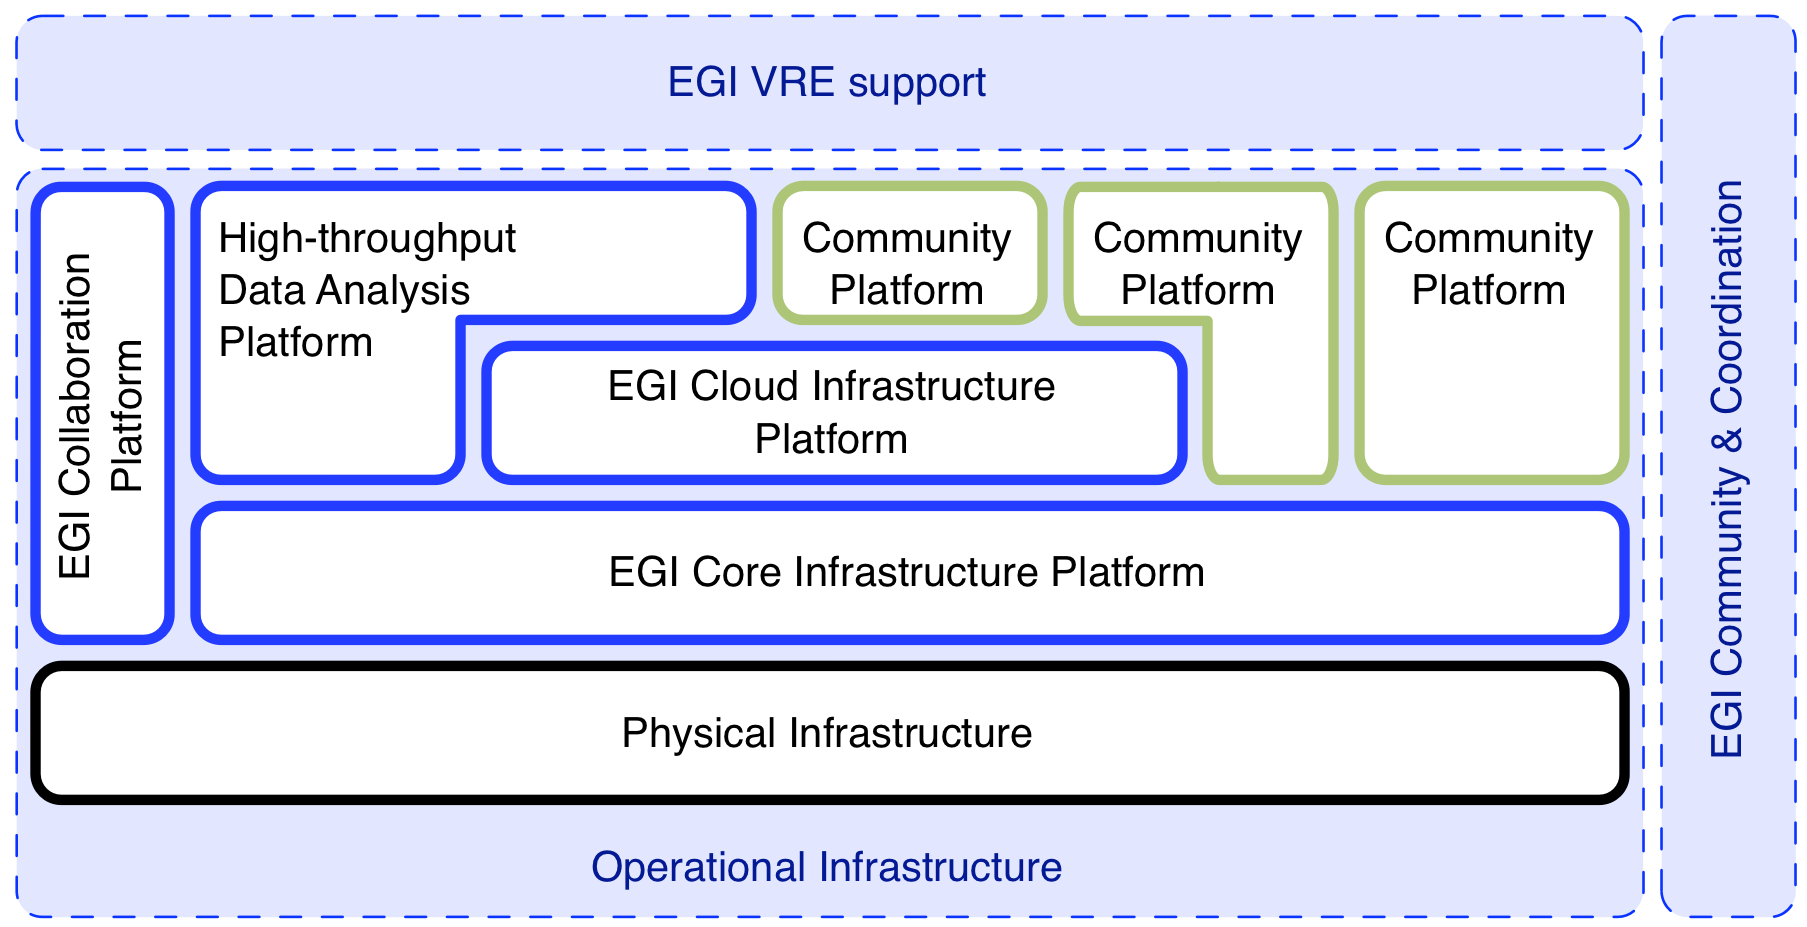 EGI VRE support
EGI Collaboration
Platform
High-throughput
Data Analysis
Platform
Community
Platform
Community
Platform
Community
Platform
EGI Cloud Infrastructure
Platform
EGI Core Infrastructure Platform
Physical Infrastructure
Operational Infrastructure
EGI Community & Coordination